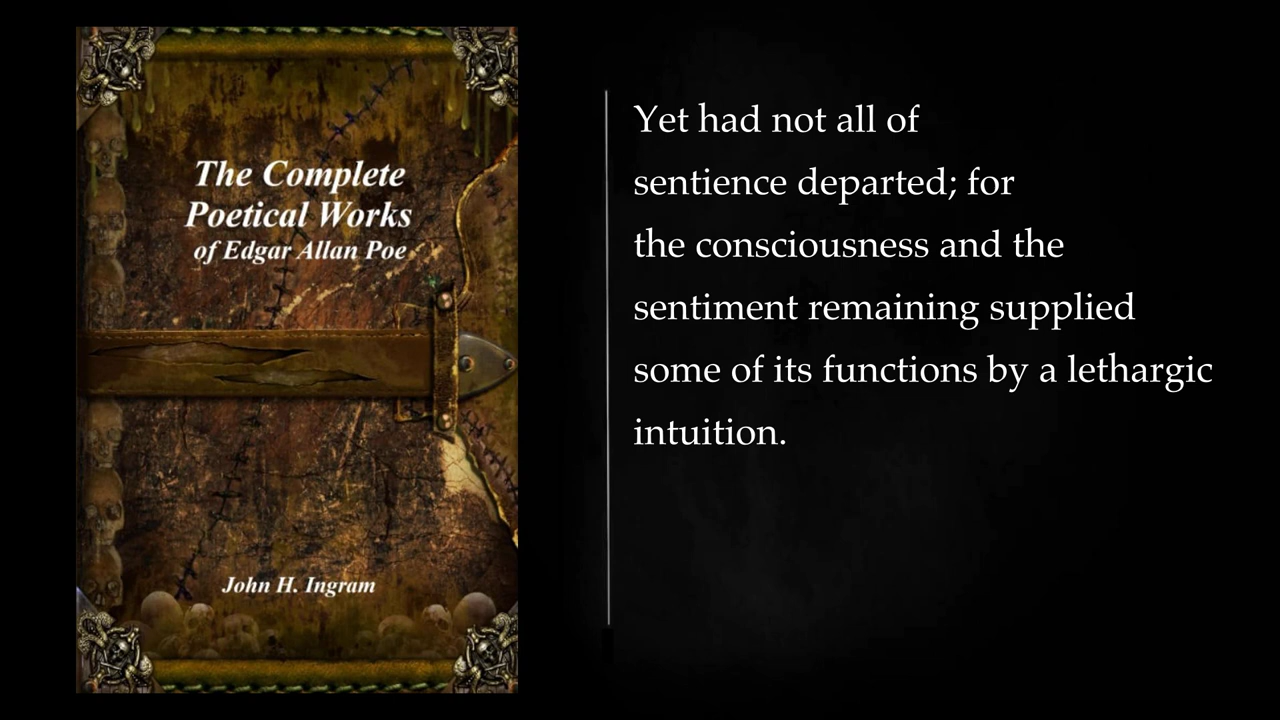 The Complete
Poetical Works
of Edgar Allan Poe
John H. Ingram
Yet had not all of
sentience departed; for
the consciousness and the
sentiment remaining supplied
some of its functions by a lethargic
intuition.